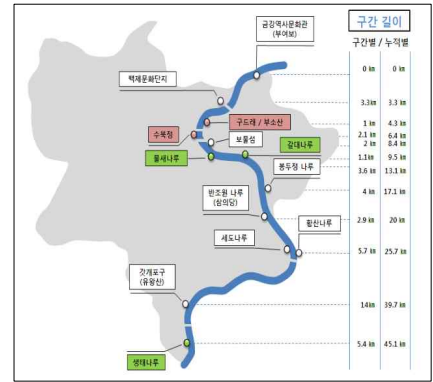 금강역사문화관
(부여보)
구간 길이
구간별 / 누적별
0 ㎞ 0 ㎞
백제문화단지
3.3㎞ 3.3 ㎞
구드래 / 부소산
1 ㎞ 4.3 ㎞
수북정
2.1 ㎞ 6.4 ㎞
보물섬
갈대나루
2 ㎞ 8.4 ㎞
물새나루
1.1㎞ 9.5 ㎞
봉두정 나루
3.6 ㎞ 13.1 ㎞
반조원 나루
(삼의당)
4 ㎞ 17.1 ㎞
황산나루
2.9 ㎞ 20 ㎞
세도나루
5.7 ㎞ 25.7 ㎞
갓개포구
(유왕산)
14㎞ 39.7 ㎞
5.4 ㎞ 45.1 ㎞
생태나루